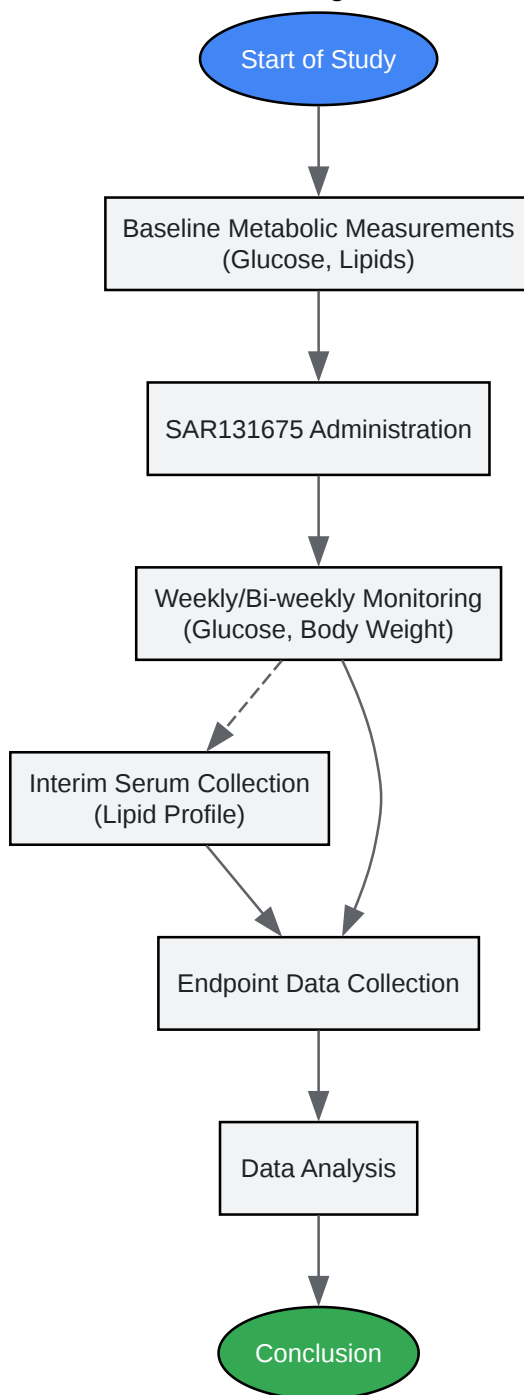 Start of Study
Baseline Metabolic Measurements
(Glucose, Lipids)
SAR131675 Administration
Weekly/Bi-weekly Monitoring
(Glucose, Body Weight)
Interim Serum Collection
(Lipid Profile)
Endpoint Data Collection
Data Analysis
Conclusion